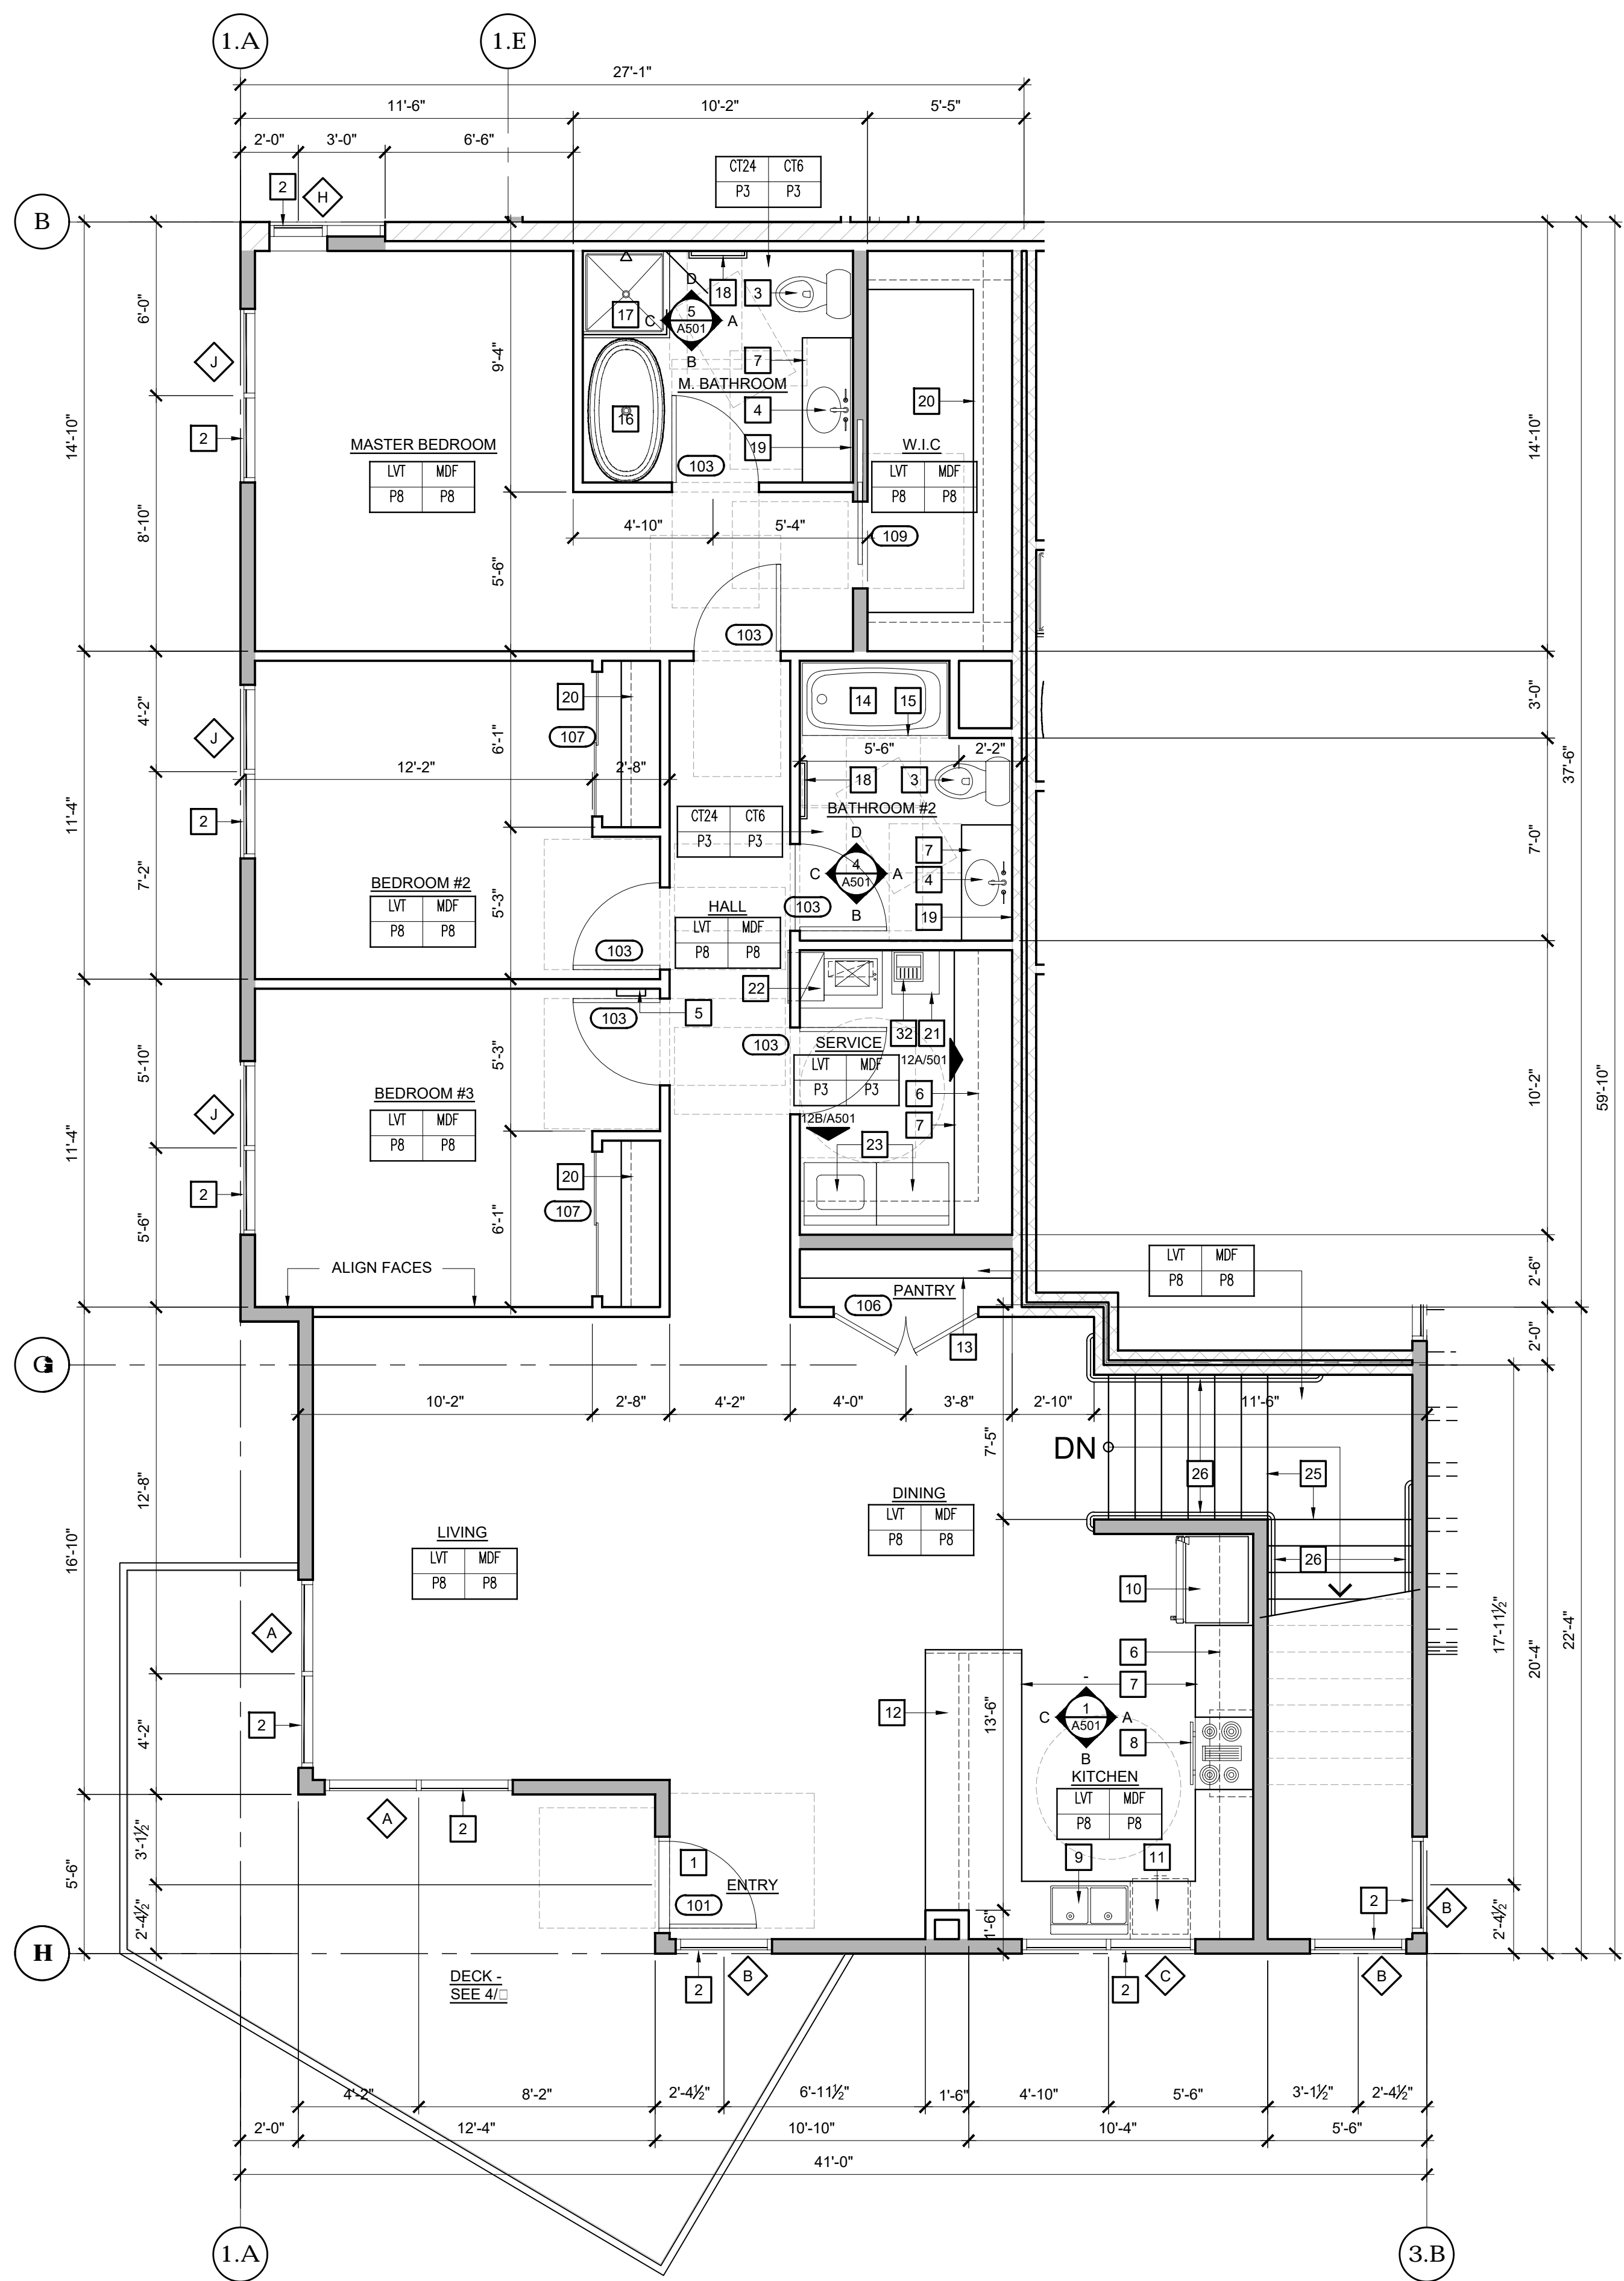 1.A 1.E
27'-1"
11'-6" 10'-2" 5'-5"
2'-0" 3'-0" 6'-6"
CT24 CT6
P3 P3
2 H
B
6'-0"
J
2
14'-10"
8'-10"
9'-4"
5'-6"
D
18 3
17 C 5 A
A501
B
7
M. BATHROOM
16 4
19
103
20
MASTER BEDROOM
LVT MDF
P8 P8
W.I.C
LVT MDF
P8 P8
4'-10" 5'-4"
109
103
14'-10"
4'-2"
J
2
11'-4"
7'-2"
20
107
6'-1"
12'-2" 2'-8"
14 15
5'-6" 2'-2"
18 3
BATHROOM #2
CT24 CT6
P3 P3
D
7
C 4 A 4
A501
B
19
103
3'-0"
37'-6"
7'-0"
BEDROOM #2
LVT MDF
P8 P8
5'-3"
103
HALL
LVT MDF
P8 P8
22
5
103
103
32 21
SERVICE
LVT MDF
P3 P3
12A/501
6
12B/A501
7
23
5'-10"
J
2
11'-4"
5'-6"
5'-3"
BEDROOM #3
LVT MDF
P8 P8
20
107
6'-1"
10'-2"
59'-10"
ALIGN FACES
LVT MDF
P8 P8
PANTRY
106
13
2'-6"
2'-0"
G
10'-2" 2'-8" 4'-2" 4'-0" 3'-8" 2'-10" 11'-6"
7'-5"
DN
26 25
26
DINING
LVT MDF
P8 P8
LIVING
LVT MDF
P8 P8
12'-8"
16'-10"
10
A
6
7
-
12
13'-6"
C 1 A
A501
B
8
2
4'-2"
17'-11½"
20'-4"
22'-4"
KITCHEN
LVT MDF
P8 P8
A 2
3'-1½"
5'-6"
1
9 11
ENTRY
101
2
B
2'-4½"
1'-6"
2'-4½"
H
DECK -
SEE 4/
2 B 2 C B
4'-2" 8'-2" 2'-4½" 6'-11½" 1'-6" 4'-10" 5'-6" 3'-1½" 2'-4½"
2'-0" 12'-4" 10'-10" 10'-4" 5'-6"
41'-0"
1.A 3.B